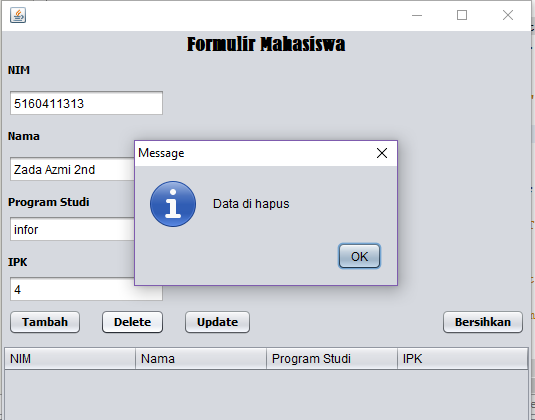 Formulir Mahasiswa
NIM
5160411313
Nama
Zada Azmi 2nd
Program Studi
infor
IPK
4
Message
Data di hapus
OK
Tambah Delete Update Bersihkan
NIM Nama Program Studi IPK